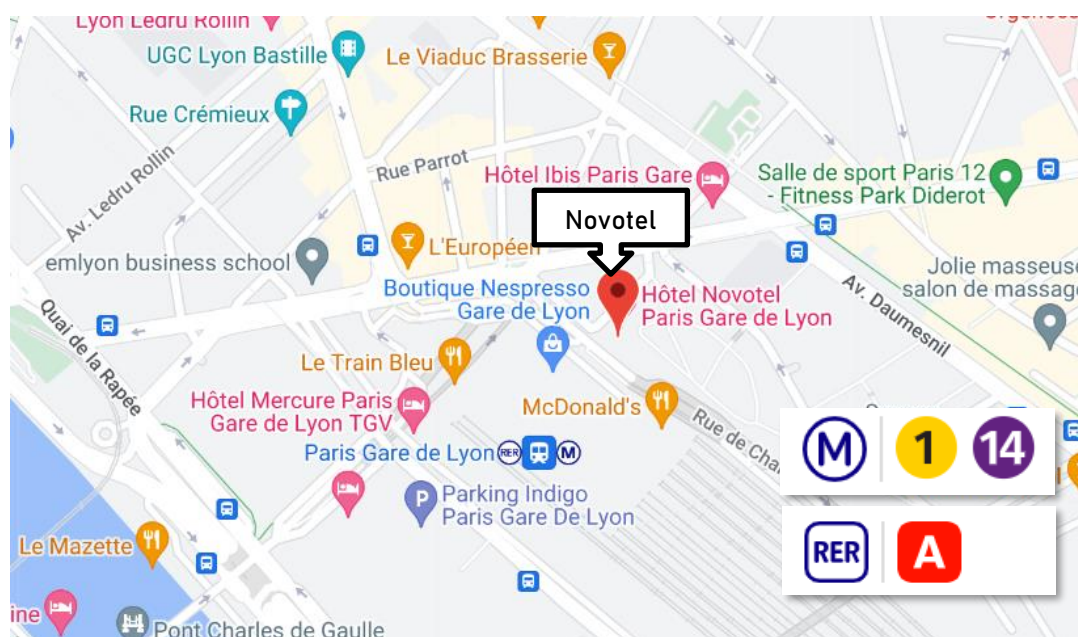 Lyon Ledru Rollin
UGC Lyon Bastille
Le Viaduc Brasserie
Rue Crémieux
Av. Ledru Rollin
Rue Parrot
Hôtel Ibis Paris Gare
Salle de sport Paris 12
- Fitness Park Diderot
Novotel
L'Européen
emlyon business school
Boutique Nespresso
Gare de Lyon
Hôtel Novotel
Paris Gare de Lyon
Av. Daumesnil
Jolie masseuse
salon de massage
Quai de la Rapée
Le Train Bleu
Hôtel Mercure Paris
Gare de Lyon TGV
McDonald's
Rue de Cha
Paris Gare de Lyon RER M
P
Parking Indigo
Paris Gare De Lyon
M 1 14
RER A
Le Mazette
ine
Pont Charles de Gaulle